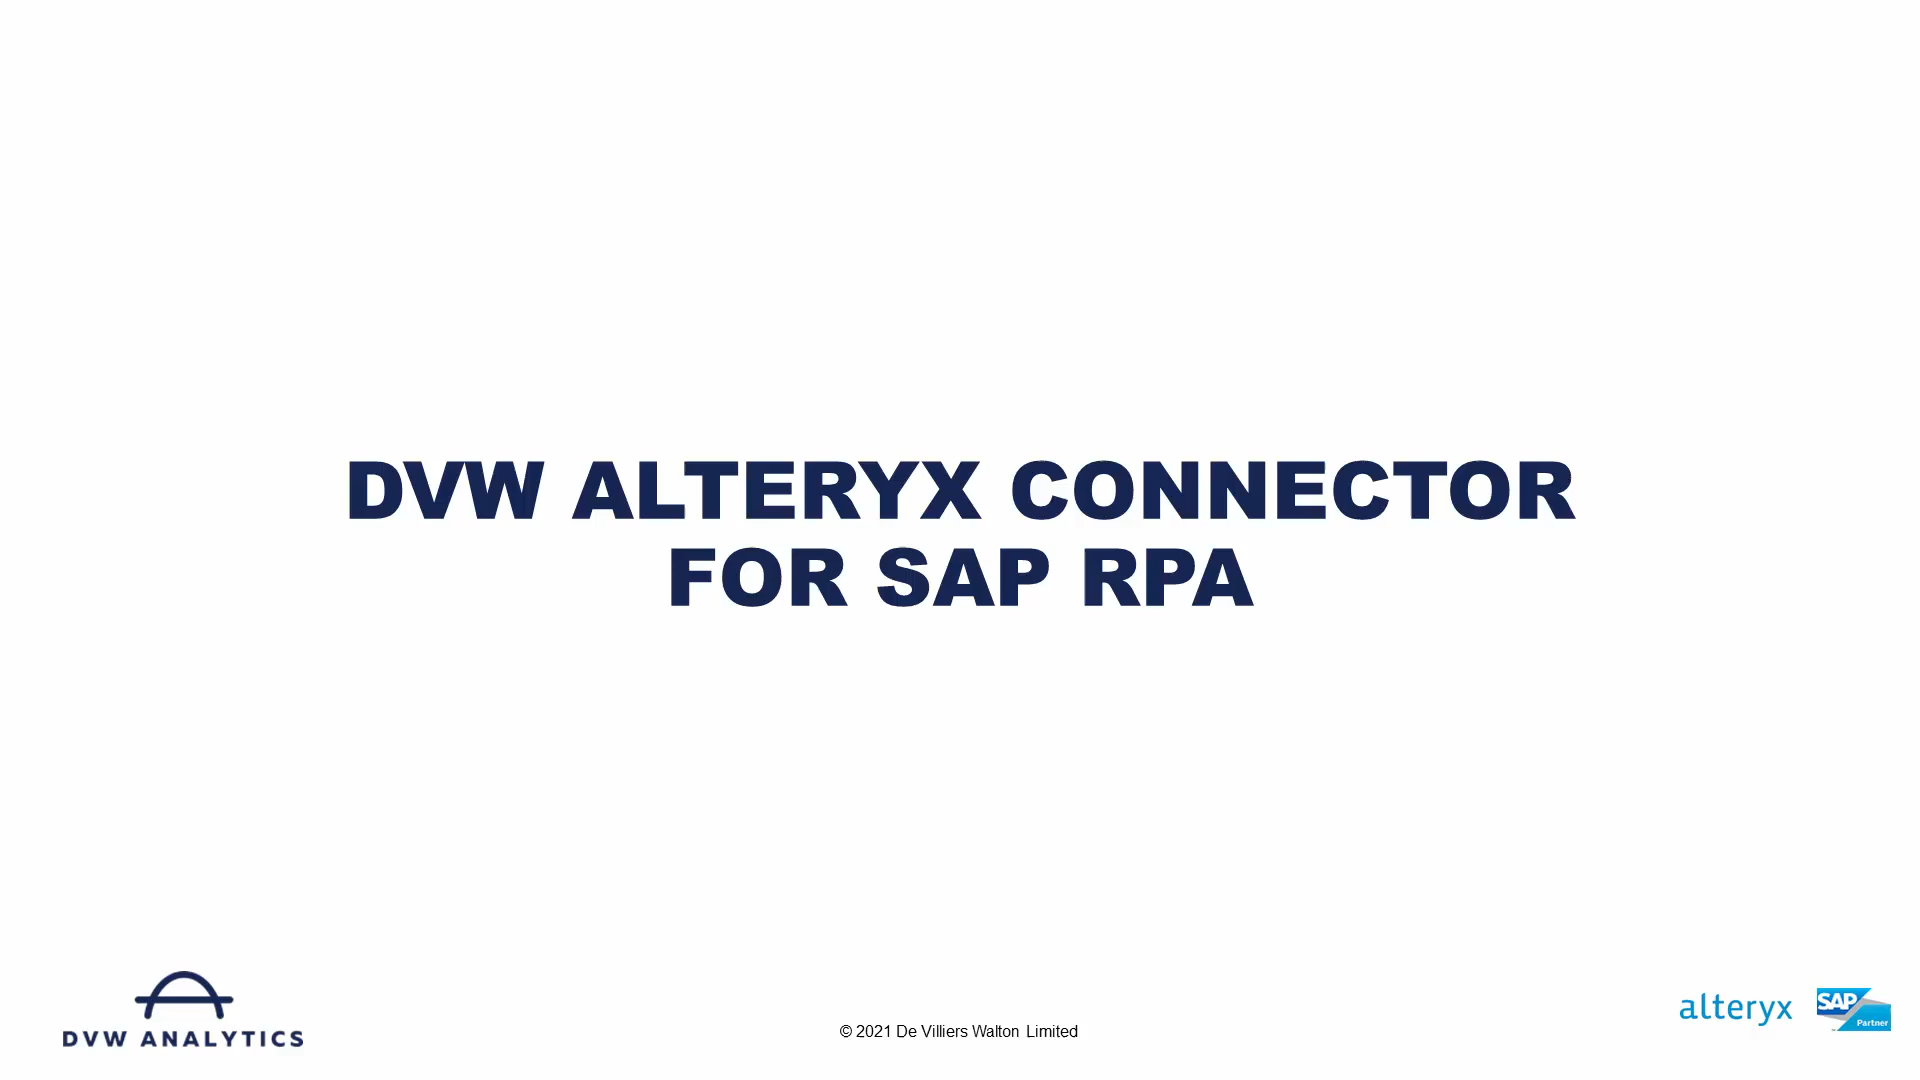 DVW ALTERYX CONNECTOR
FOR SAP RPA
DVW ANALYTICS
© 2021 De Villiers Walton Limited
alteryx
SAP
Partner